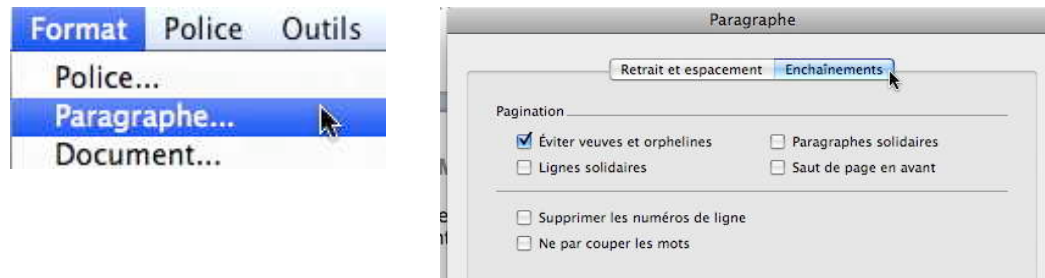 Format Police Outils
Police...
Paragraphe...
Document...
Paragraphe
Retrait et espacement Enchaînements
Pagination
Éviter veuves et orphelines Paragraphes solidaires
Lignes solidaires Saut de page en avant
Supprimer les numéros de ligne
Ne par couper les mots